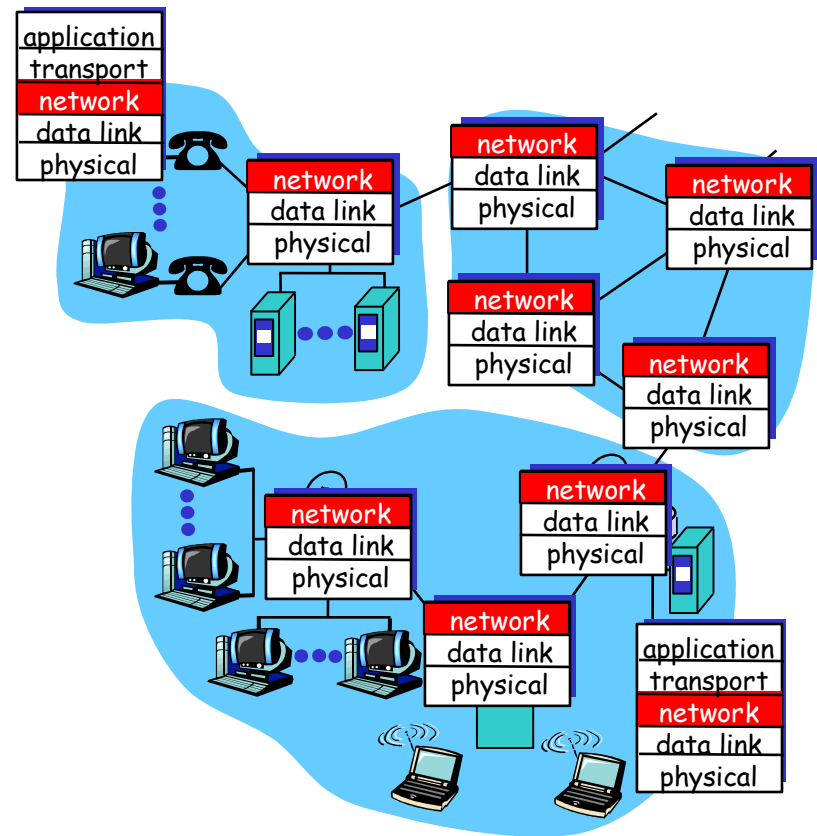 application
transport
network
data link
physical
network
data link
physical
network
data link
physical
network
data link
physical
network
data link
physical
network
data link
physical
network
data link
physical
network
data link
physical
network
data link
physical
application
transport
network
data link
physical